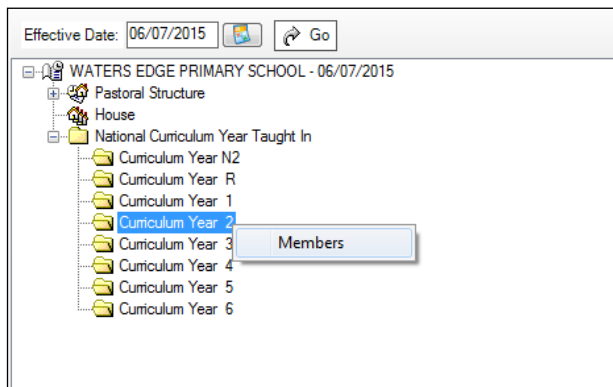 Effective Date: 06/07/2015 Go
WATERS EDGE PRIMARY SCHOOL - 06/07/2015
Pastoral Structure
House
National Curriculum Year Taught In
Curriculum Year N2
Curriculum Year R
Curriculum Year 1
Curriculum Year 2
Curriculum Year 3 Members
Curriculum Year 4
Curriculum Year 5
Curriculum Year 6